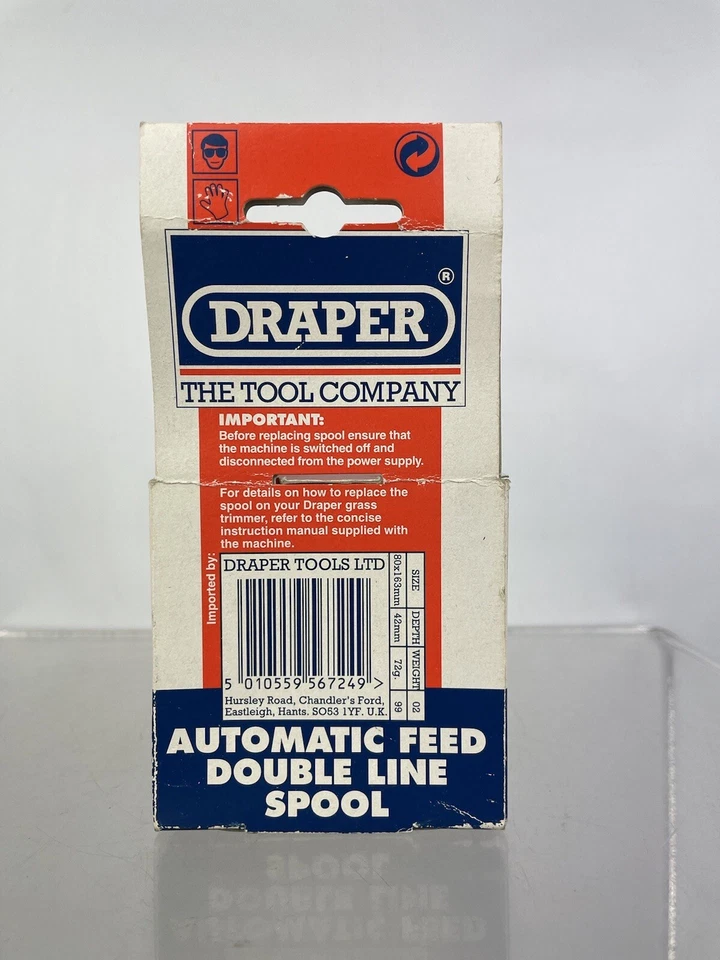 ®
DRAPER
THE TOOL COMPANY
IMPORTANT:
Before replacing spool ensure that
the machine is switched off and
disconnected from the power supply.
For details on how to replace the
spool on your Draper grass
trimmer, refer to the concise
instruction manual supplied with
the machine.
Imported by:
DRAPER TOOLS LTD
5 010559 567249 >
Hursley Road, Chandler's Ford,
Eastleigh, Hants. SO53 1YF. U.K.
SIZE DEPTH WEIGHT 02
80x163mm 42mm 72g. 99
AUTOMATIC FEED
DOUBLE LINE
SPOOL